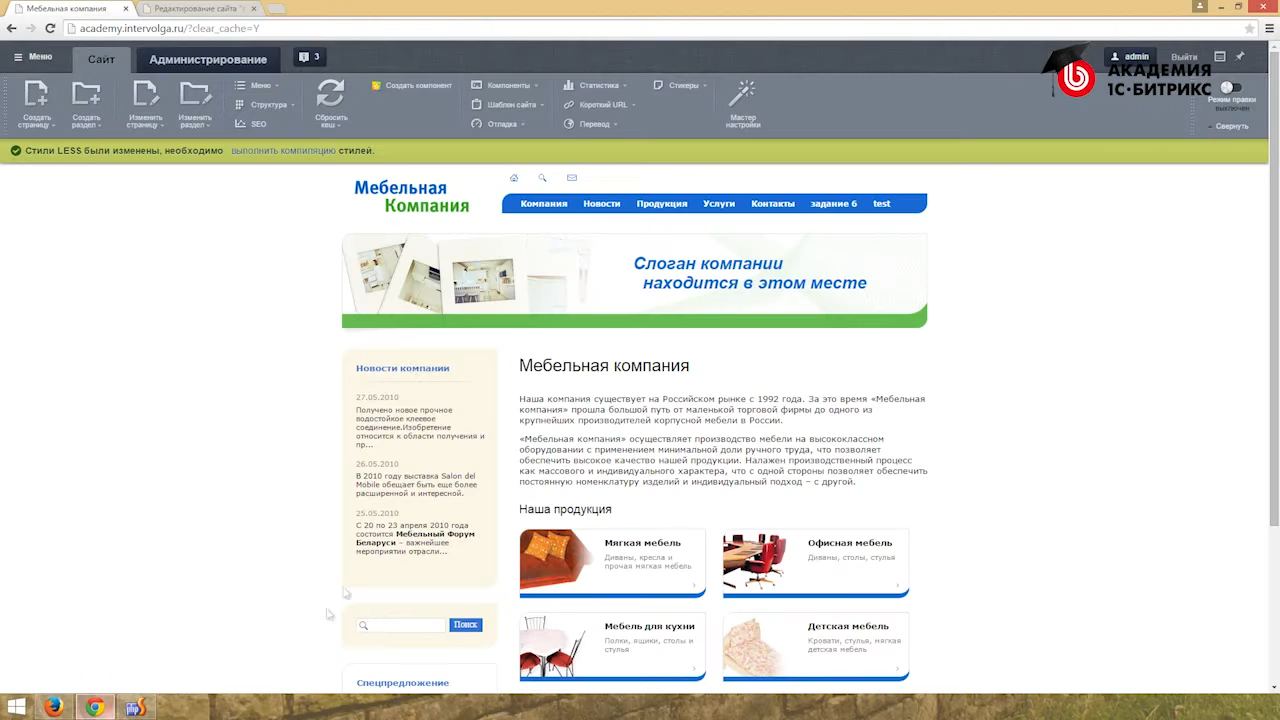 Мебельная компания
Редактирование сайта "
academy.intervolga.ru/?clear_cache=Y
Меню
Сайт
Администрирование
3
admin
Выйти
АКАДЕМИЯ
1С·БИТРИКС
Создать страницу
Создать раздел
Изменить страницу
Изменить раздел
Меню
Структура
SEO
Сбросить кеш
Создать компонент
Компоненты
Шаблон сайта
Отладка
Статистика
Короткий URL
Перевод
Стикеры
Мастер настройки
Режим правки
выключен
Свернуть
Стили LESS были изменены, необходимо выполнить компиляцию стилей.
Мебельная
Компания
Компания Новости Продукция Услуги Контакты задание 6 test
Слоган компании
находится в этом месте
Новости компании
27.05.2010
Получено новое прочное
водостойкое клеевое
соединение.Изобретение
относится к области получения и
пр...
26.05.2010
В 2010 году выставка Salon del
Mobile обещает быть еще более
расширенной и интересной.
25.05.2010
С 20 по 23 апреля 2010 года
состоится Мебельный Форум
Беларуси – важнейшее
мероприятии отрасли...
Поиск
Спецпредложение
Мебельная компания
Наша компания существует на Российском рынке с 1992 года. За это время «Мебельная
компания» прошла большой путь от маленькой торговой фирмы до одного из
крупнейших производителей корпусной мебели в России.
«Мебельная компания» осуществляет производство мебели на высококлассном
оборудовании с применением минимальной доли ручного труда, что позволяет
обеспечить высокое качество нашей продукции. Налажен производственный процесс
как массового и индивидуального характера, что с одной стороны позволяет обеспечить
постоянную номенклатуру изделий и индивидуальный подход – с другой.
Наша продукция
Мягкая мебель
Диваны, кресла и
прочая мягкая мебель
Офисная мебель
Диваны, столы, стулья
Мебель для кухни
Полки, ящики, столы и
стулья
Детская мебель
Кровати, стулья, мягкая
детская мебель